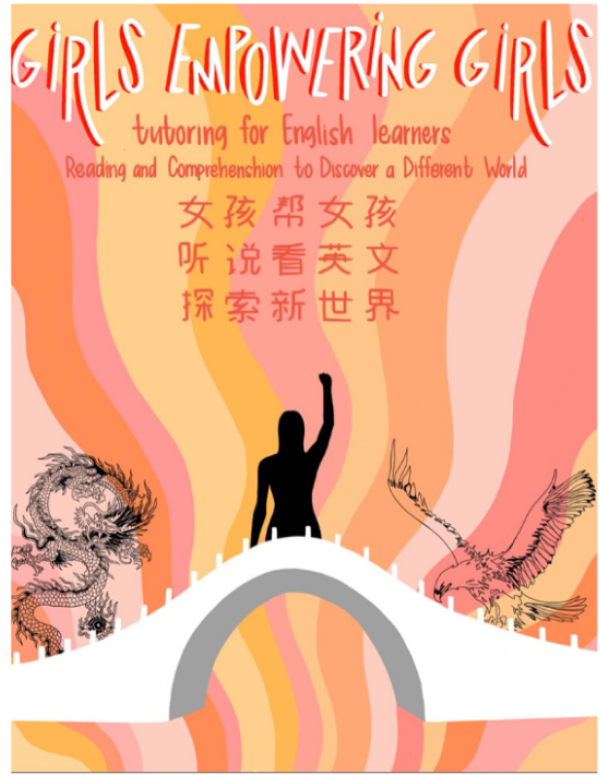 GIRLS EMPOWERING GIRLS
tutoring for English learners
Reading and Comprehenshion to Discover a Different World
女孩帮女孩
听说看英文
探索新世界